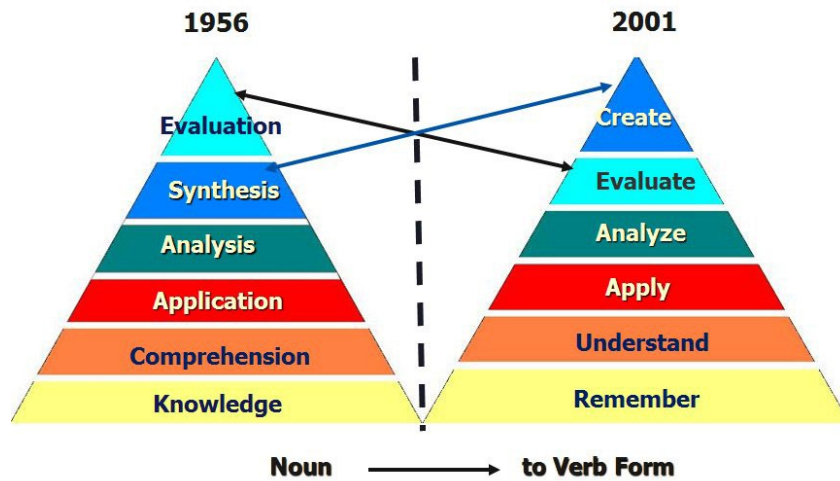 1956
2001
Evaluation
Synthesis
Analysis
Application
Comprehension
Knowledge
Create
Evaluate
Analyze
Apply
Understand
Remember
Noun to Verb Form